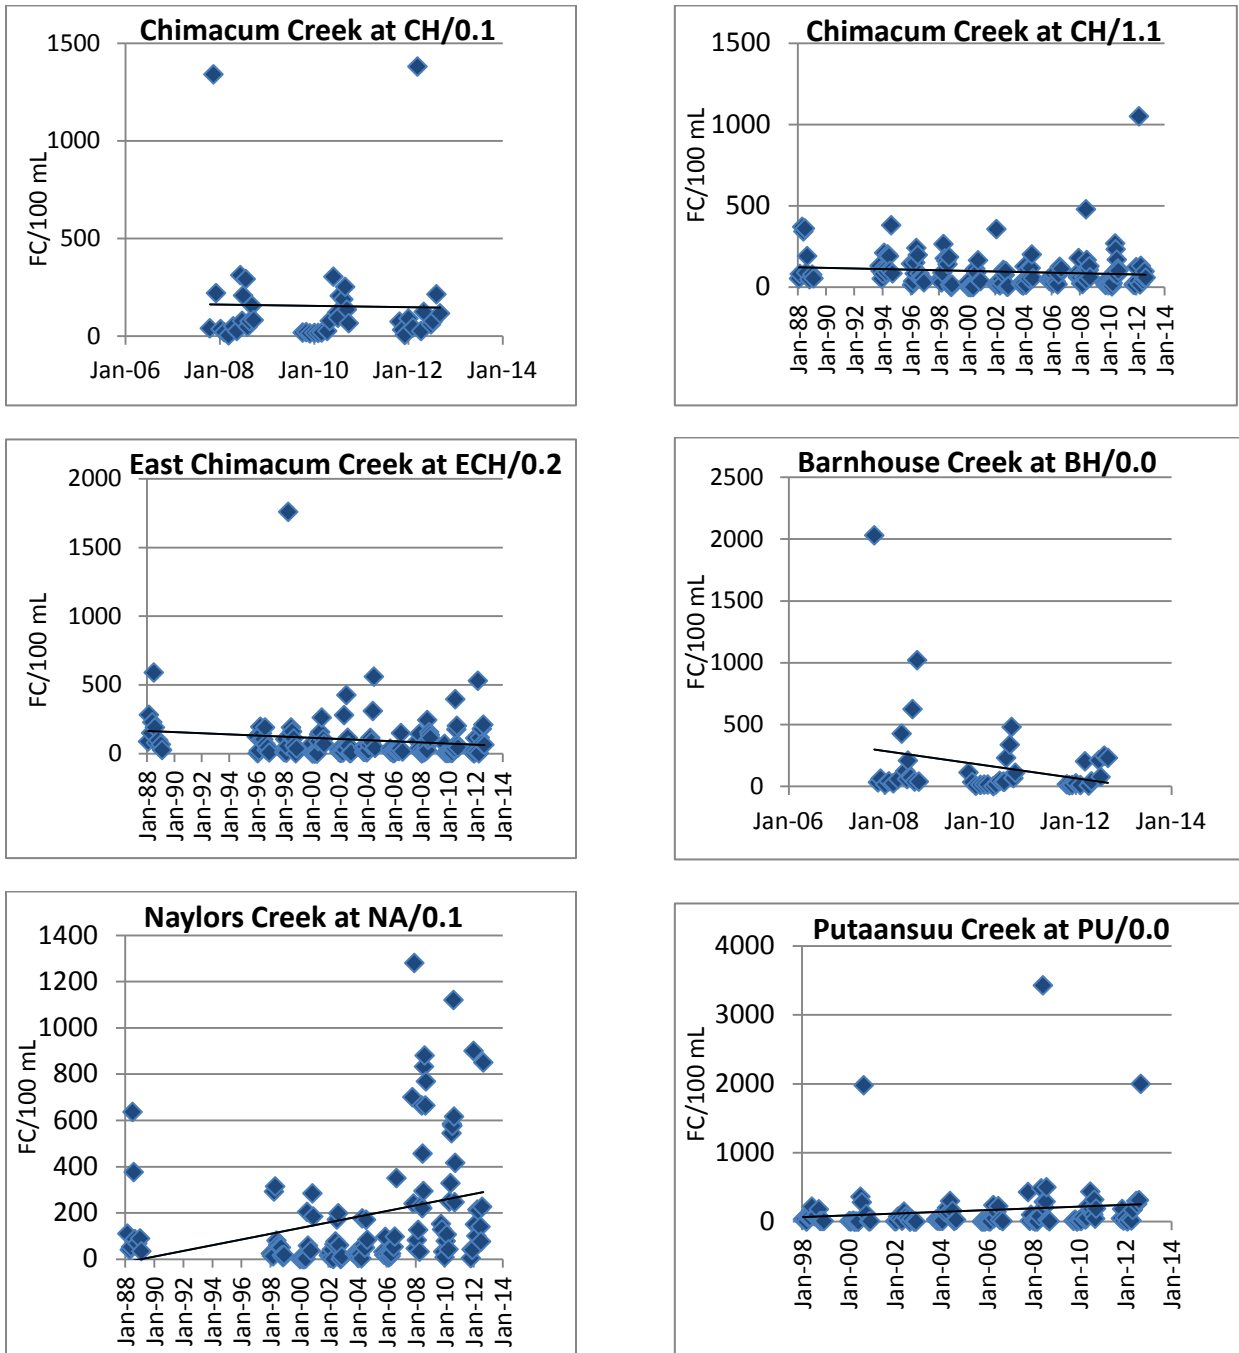 Chimacum Creek at CH/0.1
1500
1000
500
0
FC/100 mL
Jan-06 Jan-08 Jan-10 Jan-12 Jan-14
Chimacum Creek at CH/1.1
1500
1000
500
0
FC/100 mL
Jan-88 Jan-90 Jan-92 Jan-94 Jan-96 Jan-98 Jan-00 Jan-02 Jan-04 Jan-06 Jan-08 Jan-10 Jan-12 Jan-14
East Chimacum Creek at ECH/0.2
2000
1500
1000
500
0
FC/100 mL
Jan-88 Jan-90 Jan-92 Jan-94 Jan-96 Jan-98 Jan-00 Jan-02 Jan-04 Jan-06 Jan-08 Jan-10 Jan-12 Jan-14
Barnhouse Creek at BH/0.0
2500
2000
1500
1000
500
0
FC/100 mL
Jan-06 Jan-08 Jan-10 Jan-12 Jan-14
Naylors Creek at NA/0.1
1400
1200
1000
800
600
400
200
0
FC/100 mL
Jan-88 Jan-90 Jan-92 Jan-94 Jan-96 Jan-98 Jan-00 Jan-02 Jan-04 Jan-06 Jan-08 Jan-10 Jan-12 Jan-14
Putaansuu Creek at PU/0.0
4000
3000
2000
1000
0
FC/100 mL
Jan-98 Jan-00 Jan-02 Jan-04 Jan-06 Jan-08 Jan-10 Jan-12 Jan-14